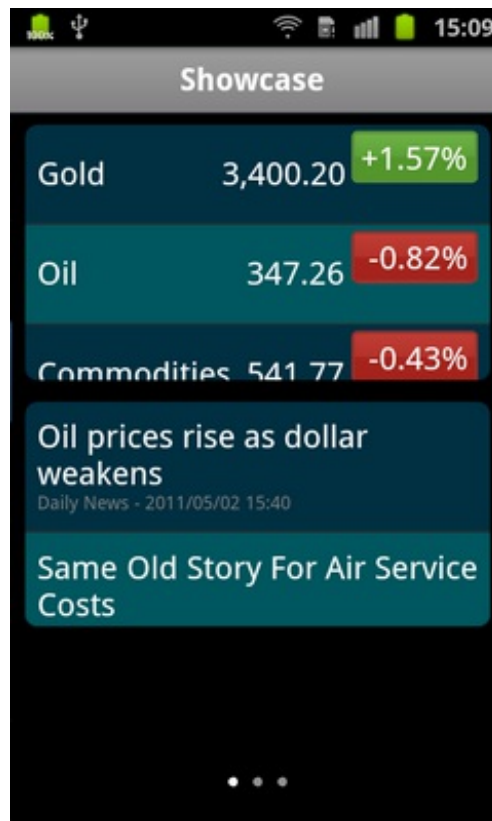 100%
15:09
Showcase
Gold 3,400.20 +1.57%
Oil 347.26 -0.82%
Commodities 541.77 -0.43%
Oil prices rise as dollar
weakens
Daily News - 2011/05/02 15:40
Same Old Story For Air Service
Costs